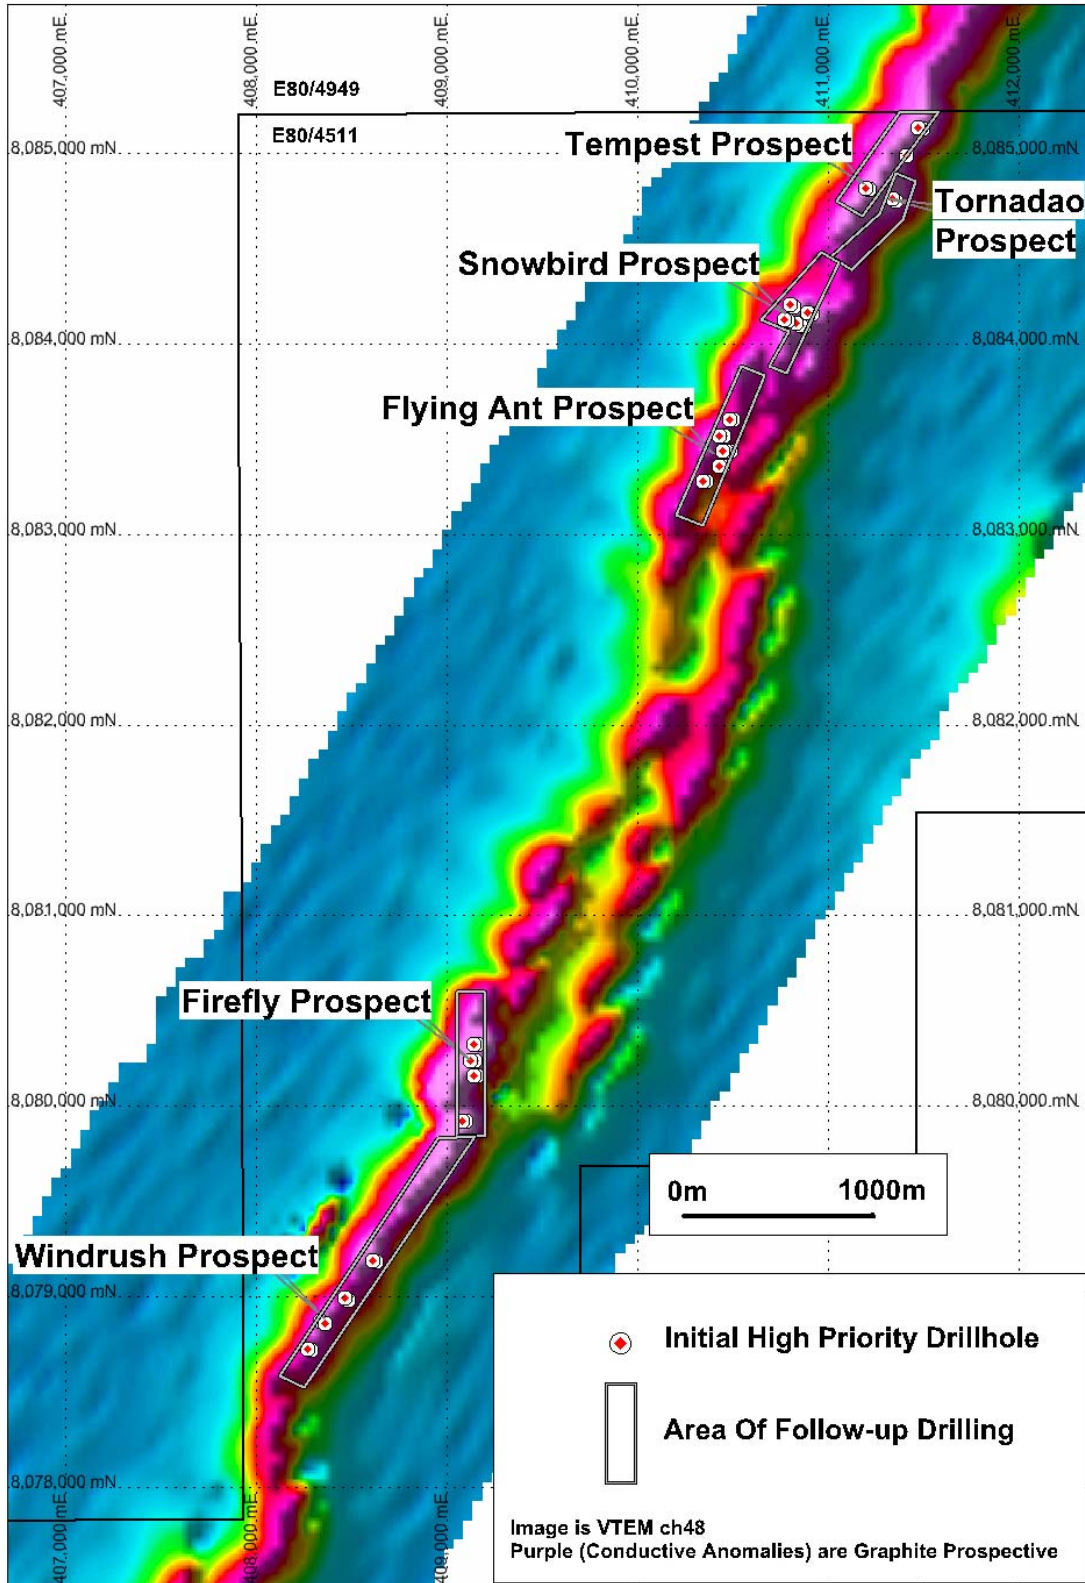 407,000 mE
408,000 mE
409,000 mE
410,000 mE
411,000 mE
412,000 mE
E80/4949
E80/4511
8,085,000 mN
8,085,000 mN
Tempest Prospect
Tornadao
Prospect
Snowbird Prospect
8,084,000 mN
8,084,000 mN
Flying Ant Prospect
8,083,000 mN
8,083,000 mN
8,082,000 mN
8,082,000 mN
8,081,000 mN
8,081,000 mN
Firefly Prospect
8,080,000 mN
8,080,000 mN
0m 1000m
Windrush Prospect
8,079,000 mN
Initial High Priority Drillhole
Area Of Follow-up Drilling
8,078,000 mN
407,000 mE
408,000 mE
409,000 mE
Image is VTEM ch48
Purple (Conductive Anomalies) are Graphite Prospective